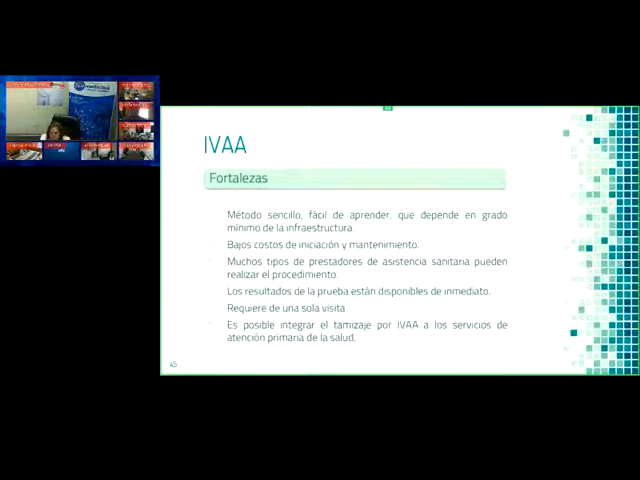 IVAA
Fortalezas
Método sencillo, fácil de aprender, que depende en grado
mínimo de la infraestructura.
Bajos costos de iniciación y mantenimiento.
Muchos tipos de prestadores de asistencia sanitaria pueden
realizar el procedimiento.
Los resultados de la prueba están disponibles de inmediato.
Requiere de una sola visita.
Es posible integrar el tamizaje por IVAA a los servicios de
atención primaria de la salud.
45